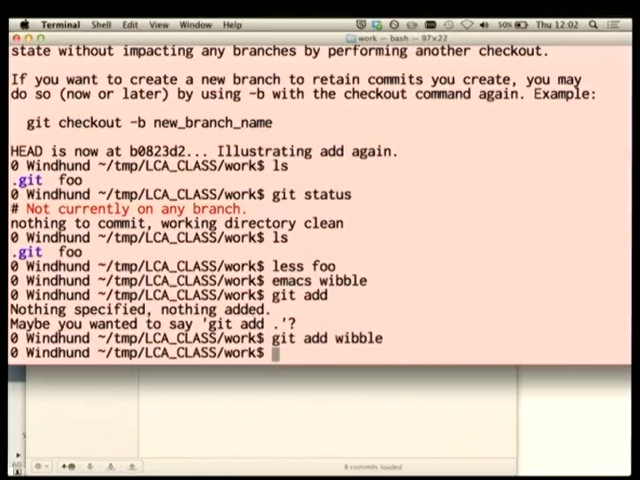 Terminal Shell Edit View Window Help 50% Thu 12:02
work — bash — 97×22
state without impacting any branches by performing another checkout.
If you want to create a new branch to retain commits you create, you may
do so (now or later) by using -b with the checkout command again. Example:
git checkout -b new_branch_name
HEAD is now at b0823d2... Illustrating add again.
0 Windhund ~/tmp/LCA_CLASS/work$ ls
.git foo
0 Windhund ~/tmp/LCA_CLASS/work$ git status
# Not currently on any branch.
nothing to commit, working directory clean
0 Windhund ~/tmp/LCA_CLASS/work$ ls
.git foo
0 Windhund ~/tmp/LCA_CLASS/work$ less foo
0 Windhund ~/tmp/LCA_CLASS/work$ emacs wibble
0 Windhund ~/tmp/LCA_CLASS/work$ git add
Nothing specified, nothing added.
Maybe you wanted to say 'git add .'?
0 Windhund ~/tmp/LCA_CLASS/work$ git add wibble
0 Windhund ~/tmp/LCA_CLASS/work$
8 commits loaded